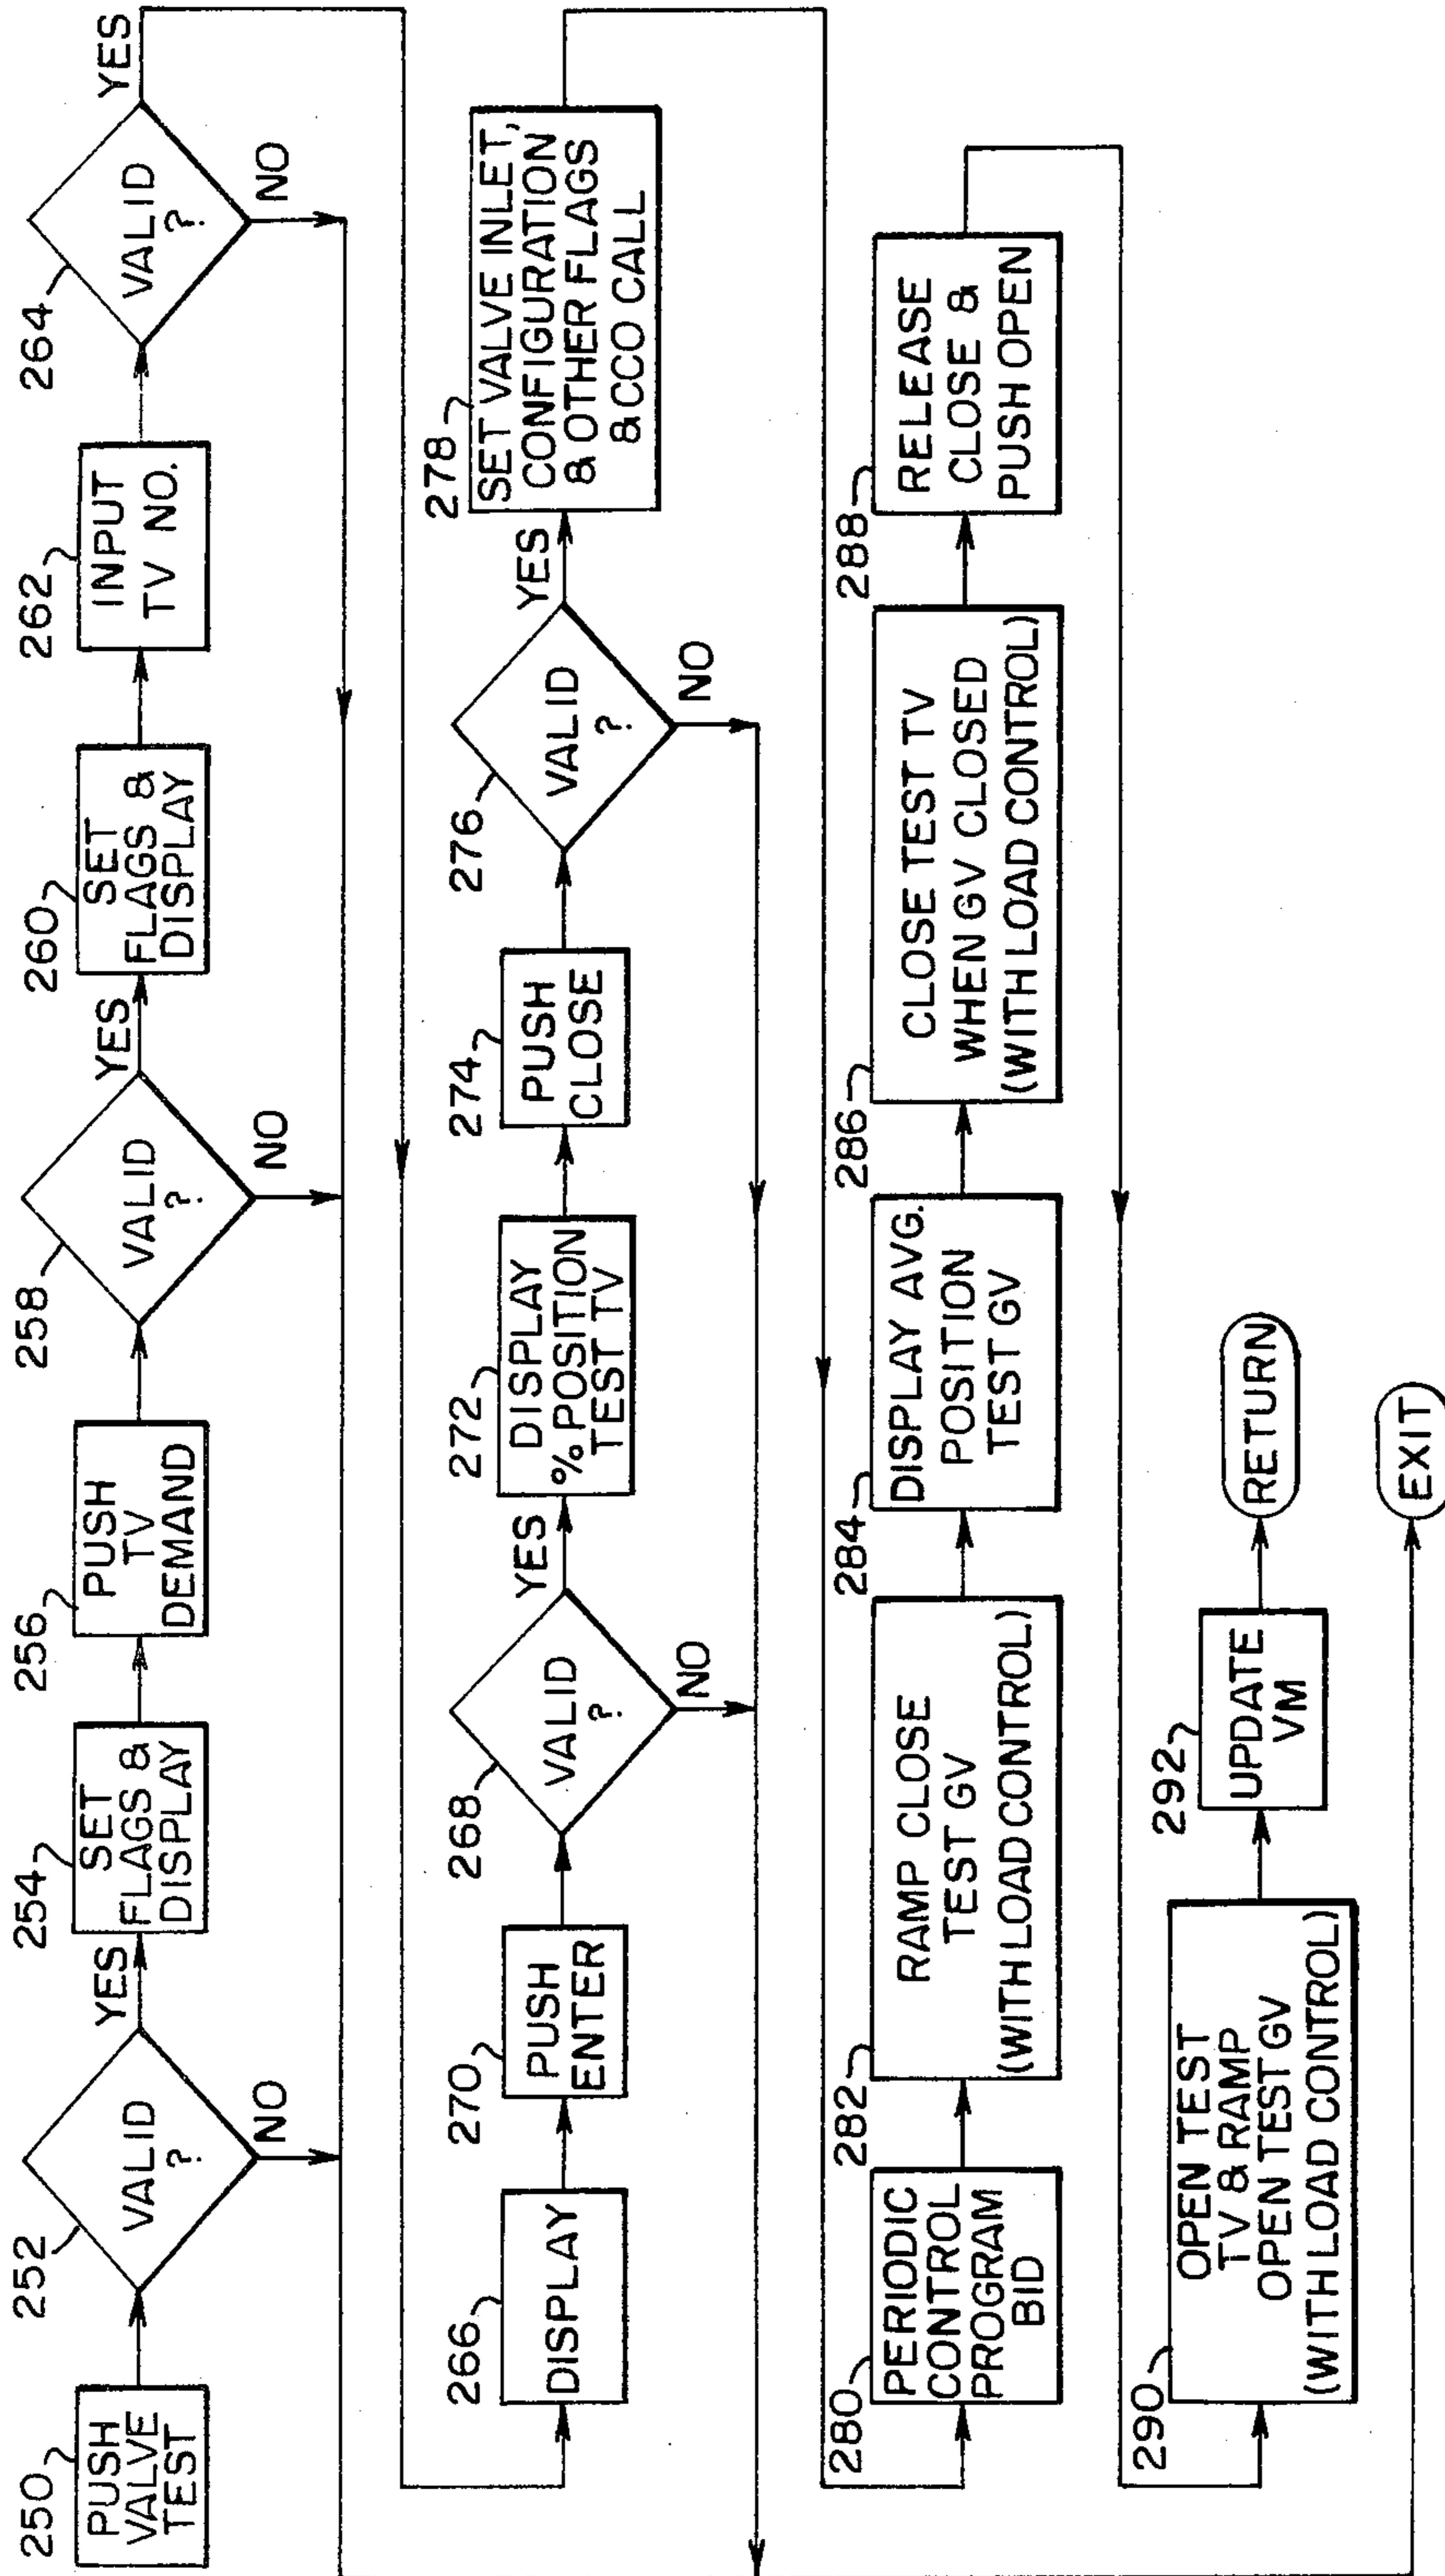 250
PUSH
VALVE
TEST
252
VALID
?
YES
NO
254
SET
FLAGS &
DISPLAY
256
PUSH
TV
DEMAND
258
VALID
?
YES
NO
260
SET
FLAGS &
DISPLAY
262
INPUT
TV NO.
264
VALID
?
YES
NO
266
DISPLAY
270
PUSH
ENTER
268
VALID
?
YES
NO
272
DISPLAY
% POSITION
TEST TV
274
PUSH
CLOSE
276
VALID
?
YES
NO
278
SET VALVE INLET,
CONFIGURATION
& OTHER FLAGS
& CCO CALL
280
PERIODIC
CONTROL
PROGRAM
BID
282
RAMP CLOSE
TEST GV
(WITH LOAD CONTROL)
284
DISPLAY AVG.
POSITION
TEST GV
286
CLOSE TEST TV
WHEN GV CLOSED
(WITH LOAD CONTROL)
288
RELEASE
CLOSE &
PUSH OPEN
290
OPEN TEST
TV & RAMP
OPEN TEST GV
(WITH LOAD CONTROL)
292
UPDATE
VM
RETURN
EXIT